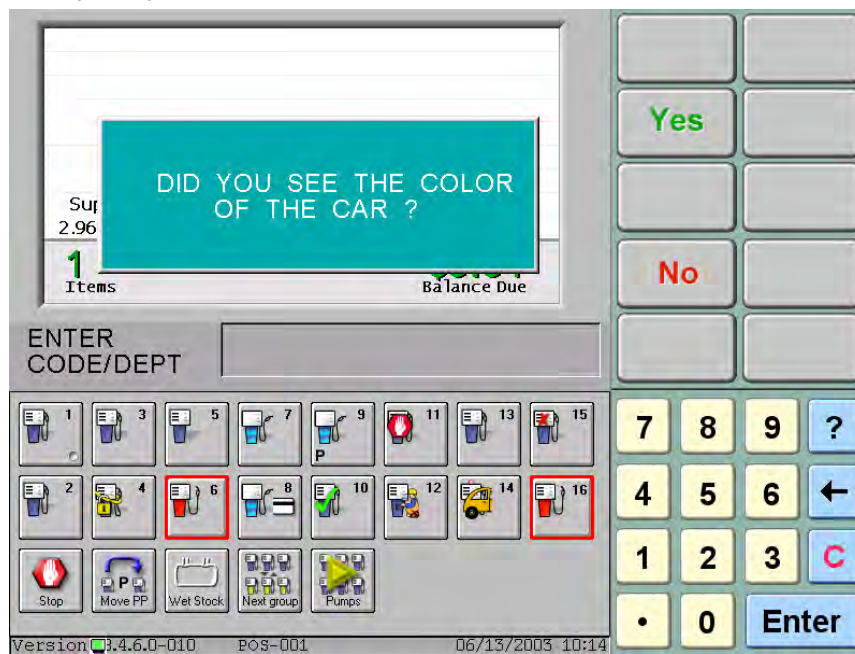 DID YOU SEE THE COLOR
OF THE CAR ?
2.96
1
Items
Balance Due
ENTER
CODE/DEPT
Yes
No
1 3 5 7 9 11 13 15
P
2 4 6 8 10 12 14 16
P
Stop Move PP Wet Stock Next group Pumps
7 8 9 ?
4 5 6 ←
1 2 3 C
• 0 Enter
POS-001 06/13/2003 10:14